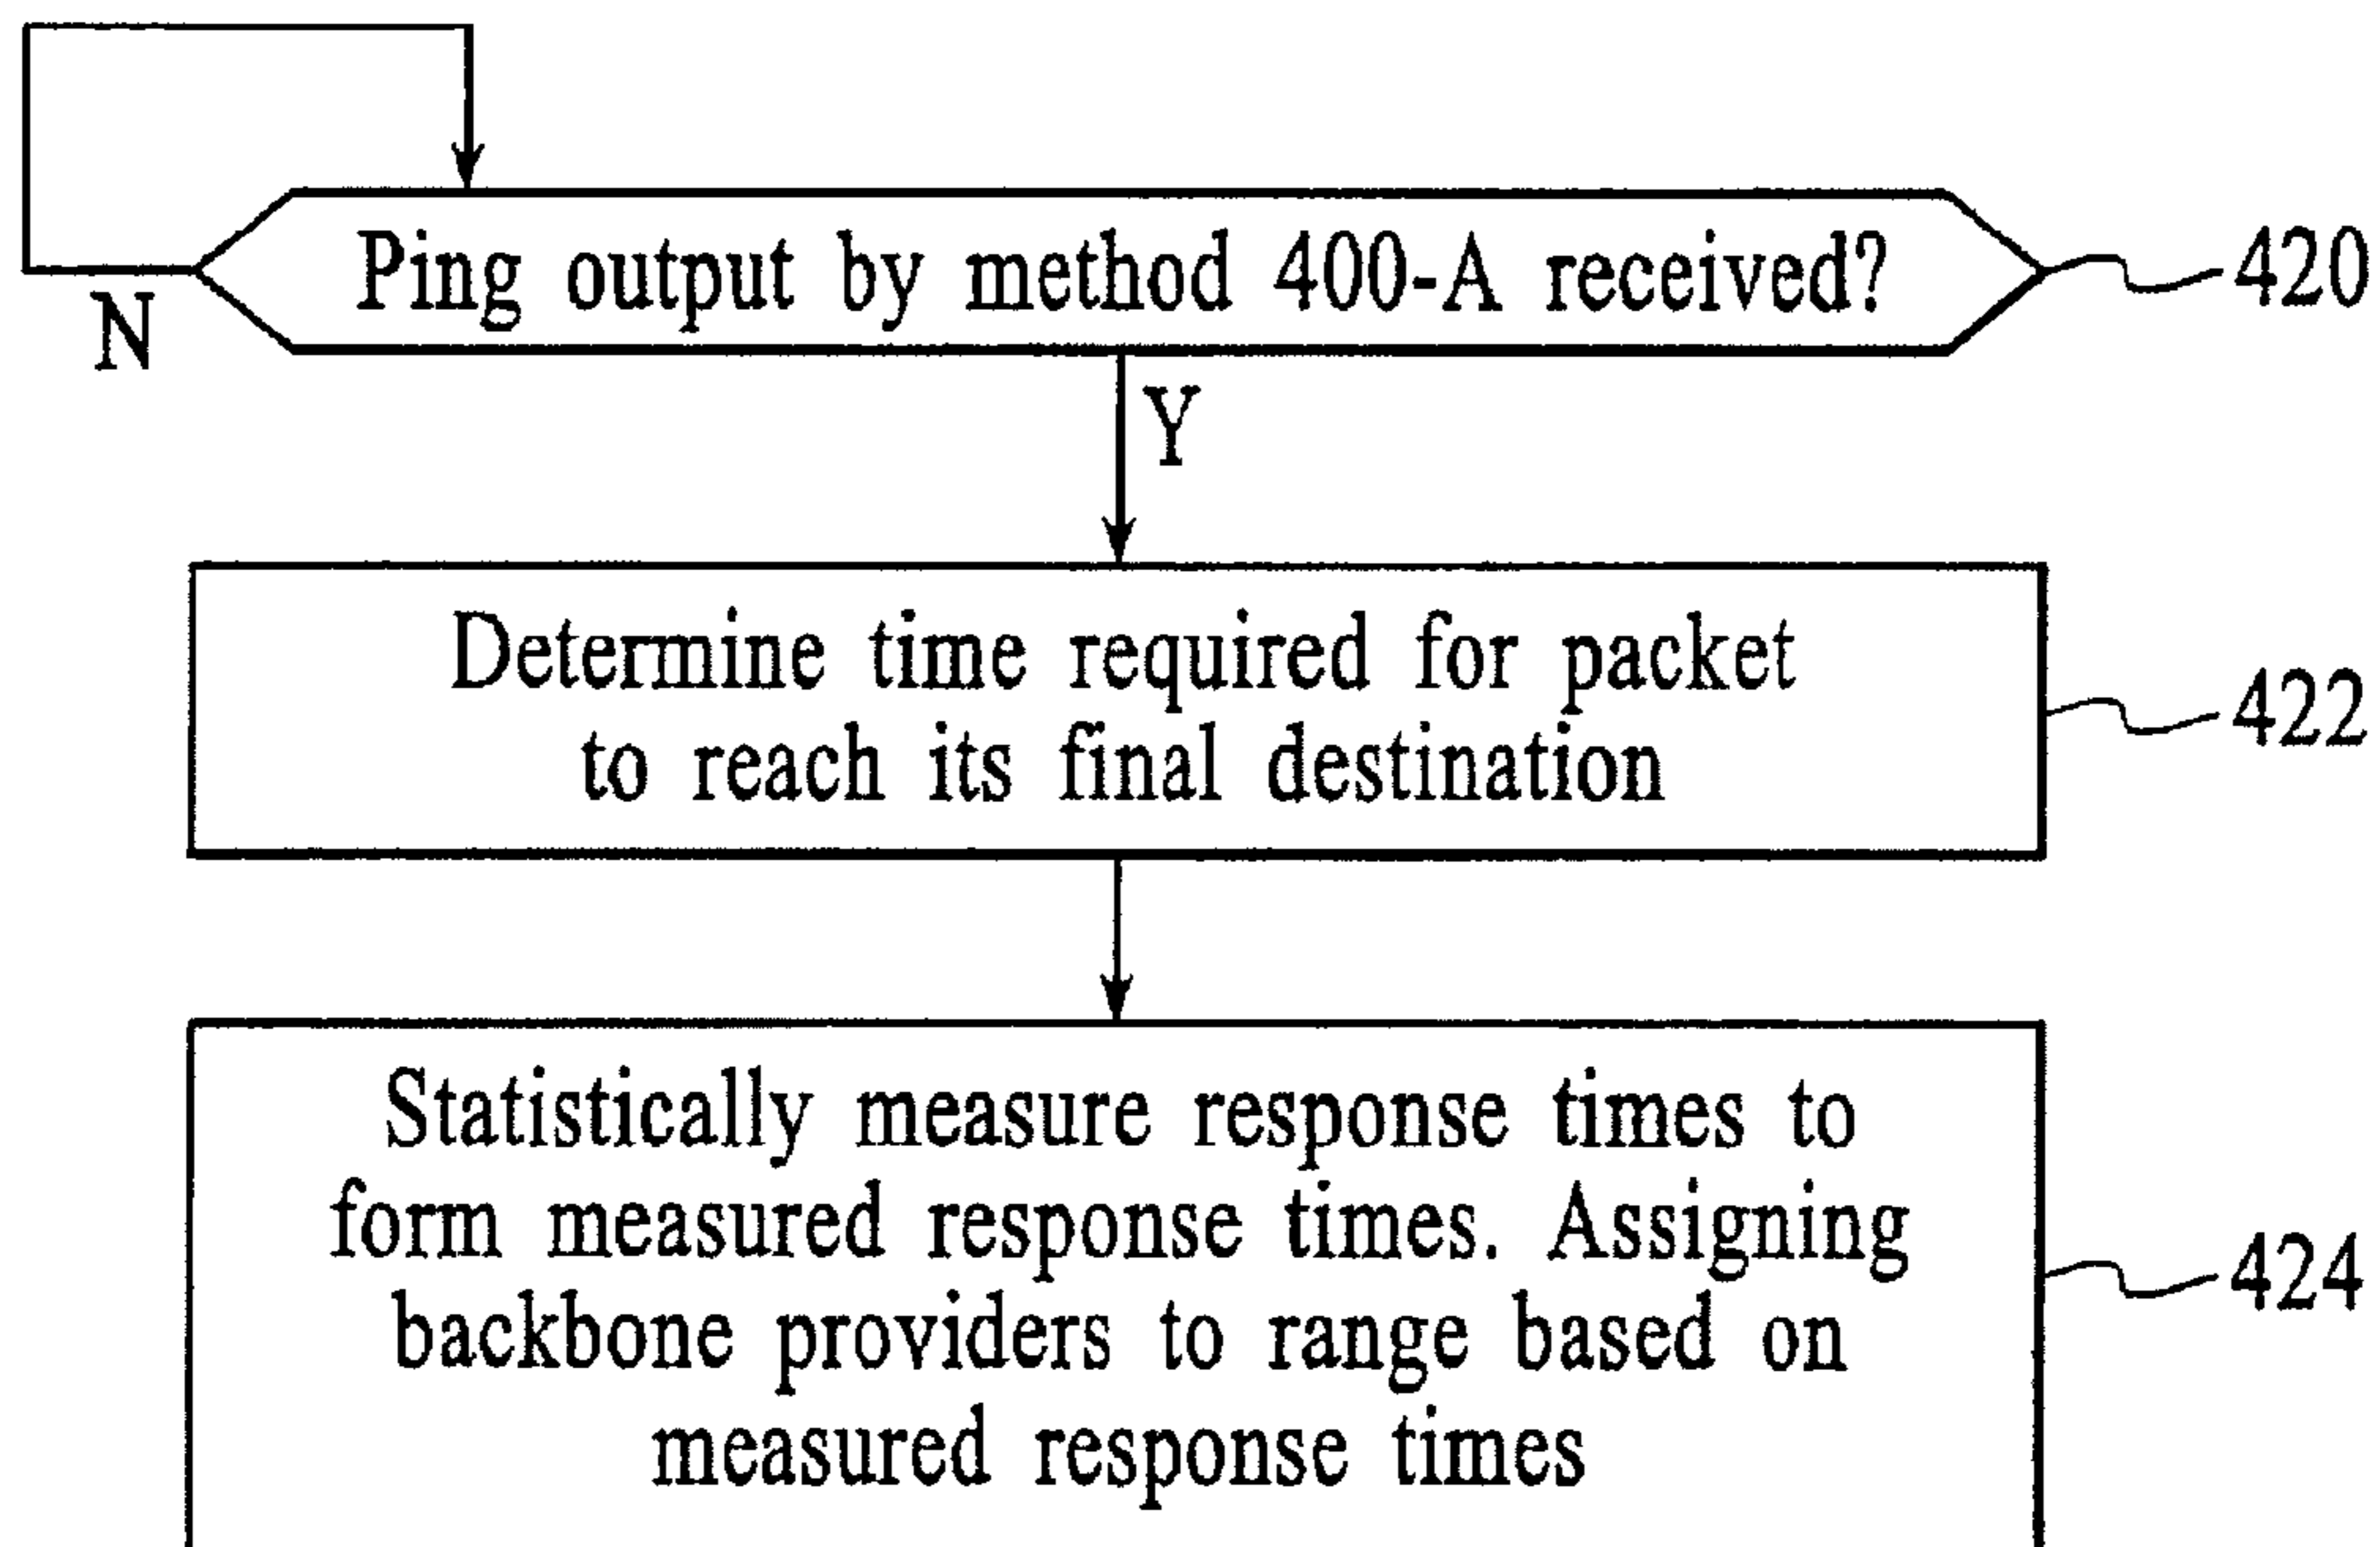 Ping output by method 400-A received?
420
N
Y
Determine time required for packet
to reach its final destination
422
Statistically measure response times to
form measured response times. Assigning
backbone providers to range based on
measured response times
424